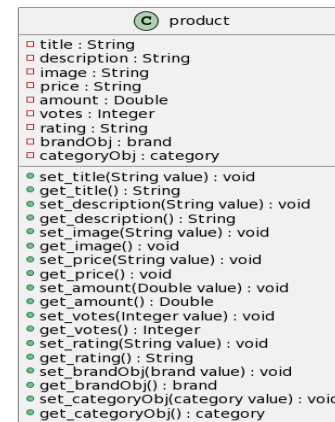 C product
title : String
description : String
image : String
price : String
amount : Double
votes : Integer
rating : String
brandObj : brand
categoryObj : category
set_title(String value) : void
get_title() : String
set_description(String value) : void
get_description() : String
set_image(String value) : void
get_image() : void
set_price(String value) : void
get_price() : void
set_amount(Double value) : void
get_amount() : Double
set_votes(Integer value) : void
get_votes() : Integer
set_rating(String value) : void
get_rating() : String
set_brandObj(brand value) : void
get_brandObj() : brand
set_categoryObj(category value) : void
get_categoryObj() : category